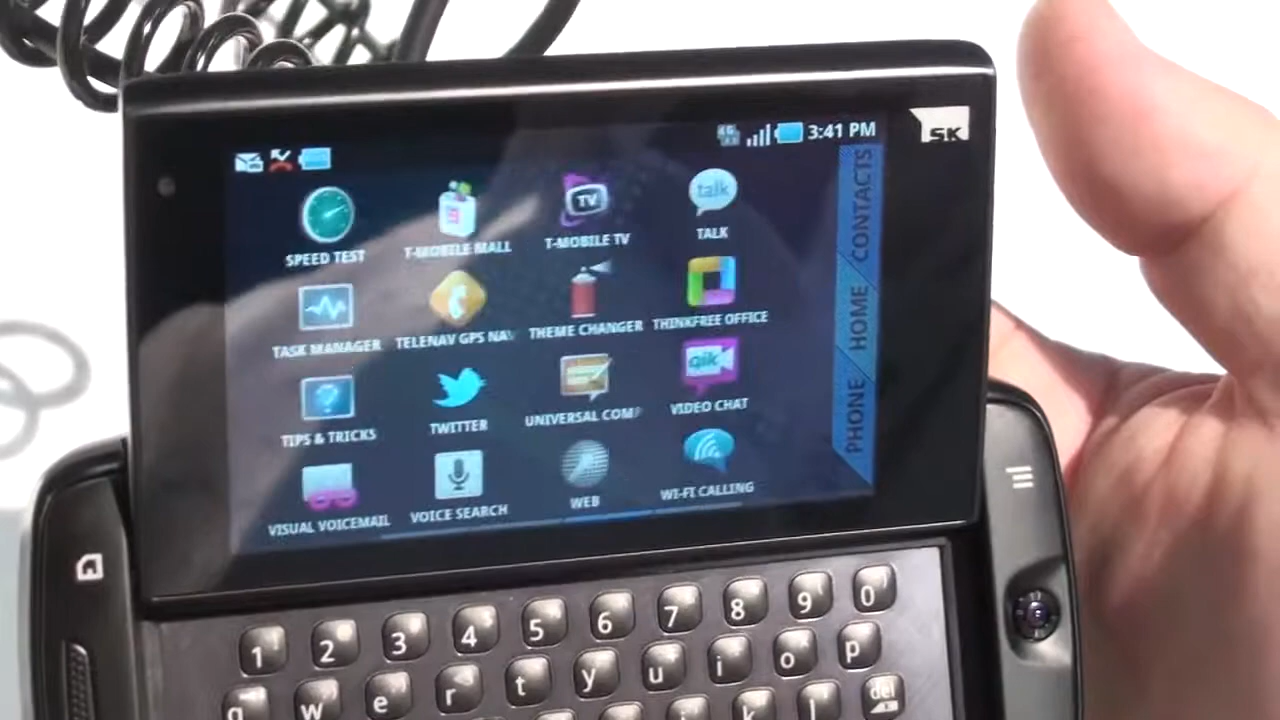 4G 3:41 PM
SK
TV
talk
SPEED TEST
T-MOBILE MALL
T-MOBILE TV
TALK
TASK MANAGER
TELENAV GPS NAV
THEME CHANGER
THINKFREE OFFICE
?
qik
TIPS & TRICKS
TWITTER
UNIVERSAL COM
VIDEO CHAT
VISUAL VOICEMAIL
VOICE SEARCH
WEB
WI-FI CALLING
CONTACTS
HOME
PHONE
1 2 3 4 5 6 7 8 9 0
q w e r t y u i o p
k l del